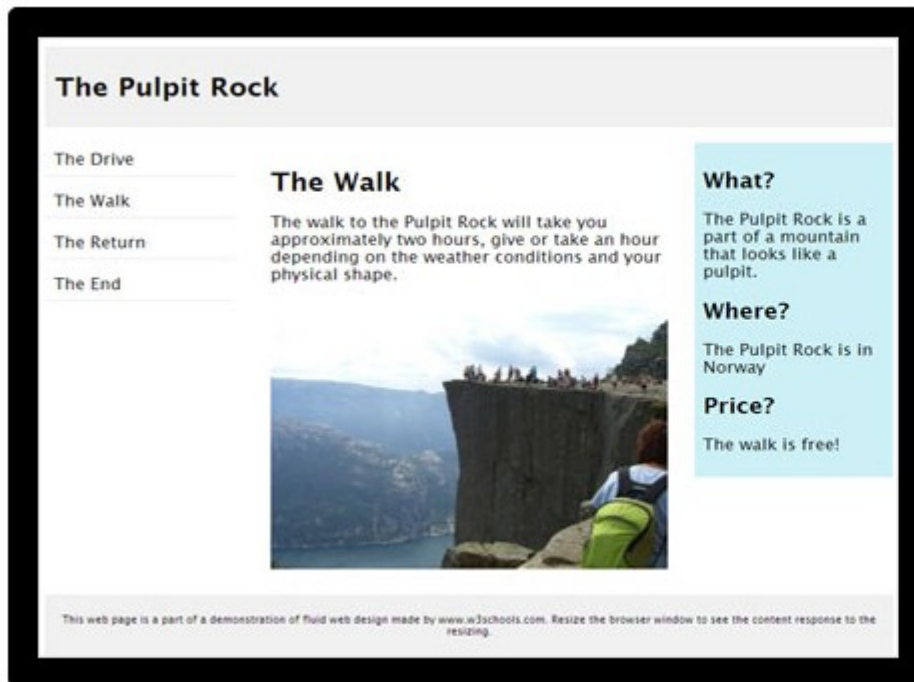 The Pulpit Rock
The Drive
The Walk
The Return
The End
The Walk
The walk to the Pulpit Rock will take you
approximately two hours, give or take an hour
depending on the weather conditions and your
physical shape.
What?
The Pulpit Rock is a
part of a mountain
that looks like a
pulpit.
Where?
The Pulpit Rock is in
Norway
Price?
The walk is free!
This web page is a part of a demonstration of fluid web design made by www.w3schools.com. Resize the browser window to see the content response to the
resizing.